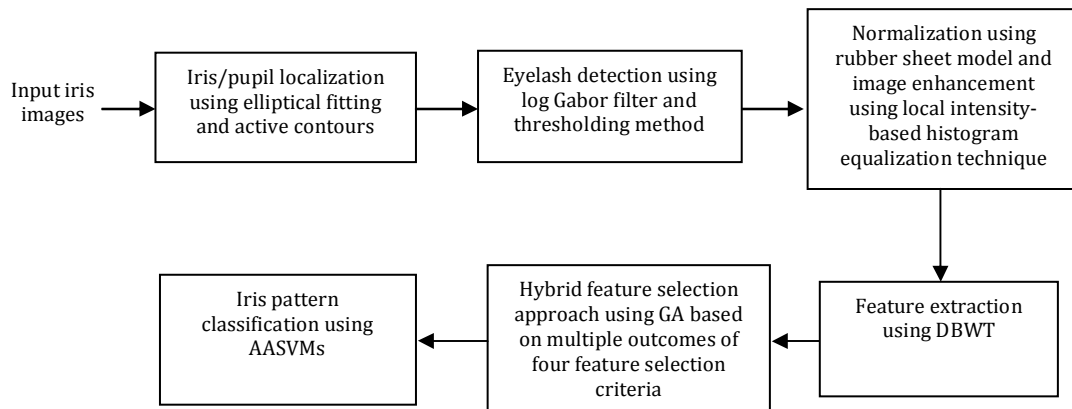 Input iris
images
Iris/pupil localization
using elliptical fitting
and active contours
Eyelash detection using
log Gabor filter and
thresholding method
Normalization using
rubber sheet model and
image enhancement
using local intensity-
based histogram
equalization technique
Feature extraction
using DBWT
Hybrid feature selection
approach using GA based
on multiple outcomes of
four feature selection
criteria
Iris pattern
classification using
AASVMs